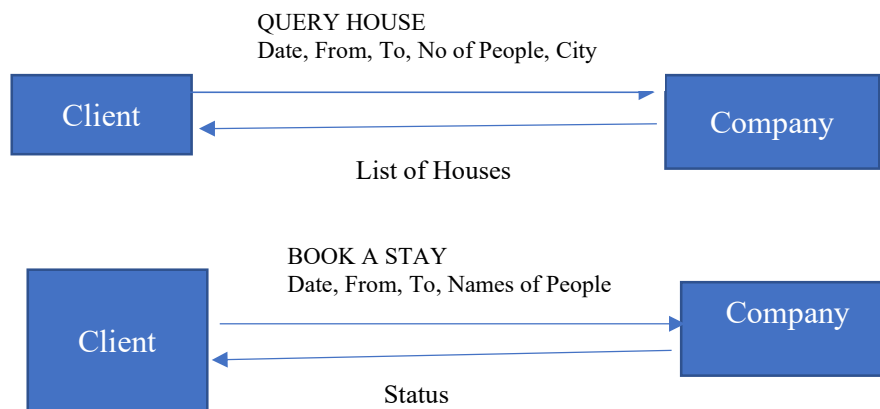 QUERY HOUSE
Date, From, To, No of People, City
Client
Company
List of Houses
BOOK A STAY
Date, From, To, Names of People
Client
Company
Status